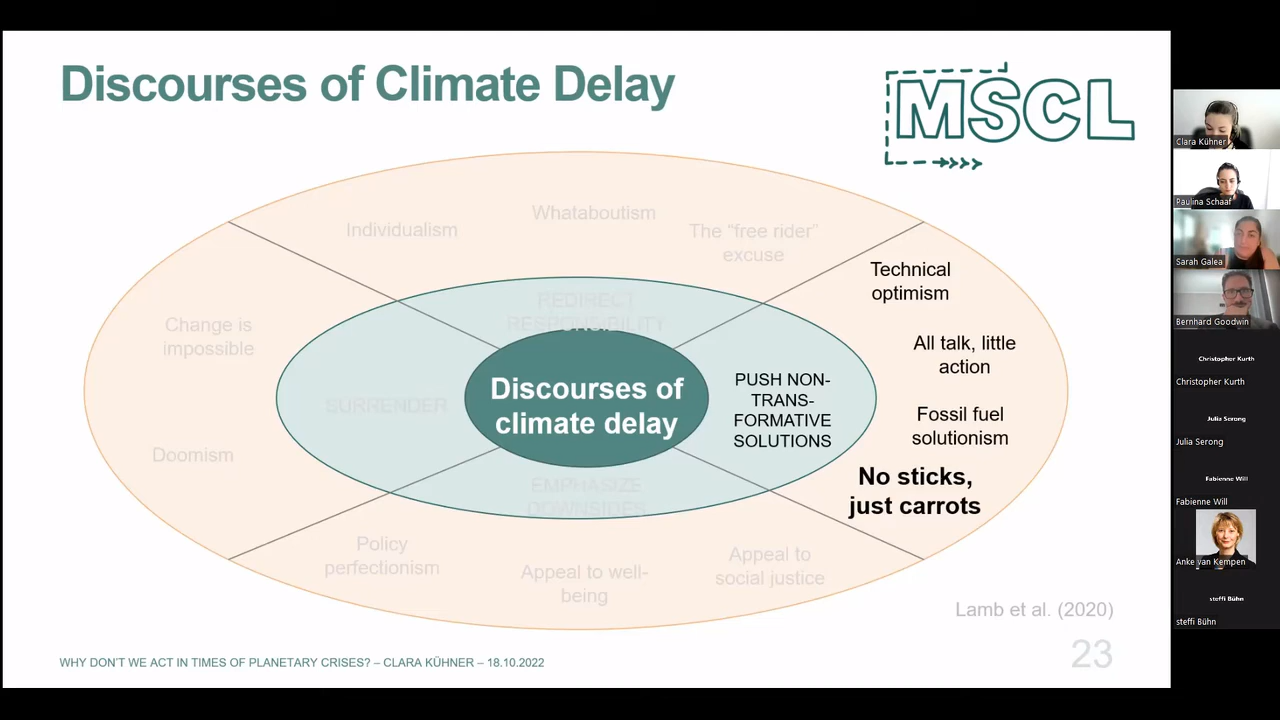 Discourses of Climate Delay
MSCL
Individualism
Whataboutism
The “free rider”
excuse
Technical
optimism
All talk, little
action
Fossil fuel
solutionism
No sticks,
just carrots
Change is
impossible
Doomism
REDIRECT
RESPONSIBILITY
SURRENDER
Discourses of
climate delay
PUSH NON-
TRANS-
FORMATIVE
SOLUTIONS
EMPHASIZE
DOWNSIDES
Policy
perfectionism
Appeal to well-
being
Appeal to
social justice
Lamb et al. (2020)
WHY DON’T WE ACT IN TIMES OF PLANETARY CRISES? – CLARA KÜHNER – 18.10.2022
23
Clara Kühner
Paulina Schaaf
Sarah Galea
Bernhard Goodwin
Christopher Kurth
Christopher Kurth
Julia Serong
Julia Serong
Fabienne Will
Fabienne Will
Anke van Kempen
steffi Bühn
steffi Bühn